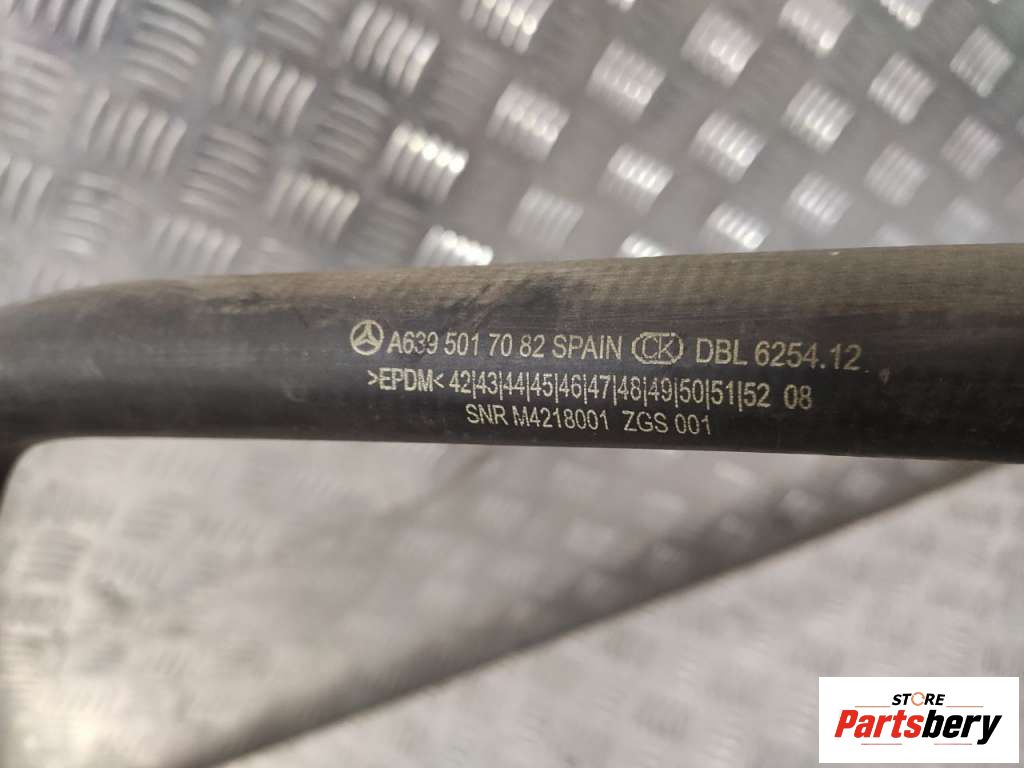 A639 501 70 82 SPAIN CK DBL 6254.12
>EPDM< 42|43|44|45|46|47|48|49|50|51|52 08
SNR M4218001 ZGS 001
STORE
Partsbery